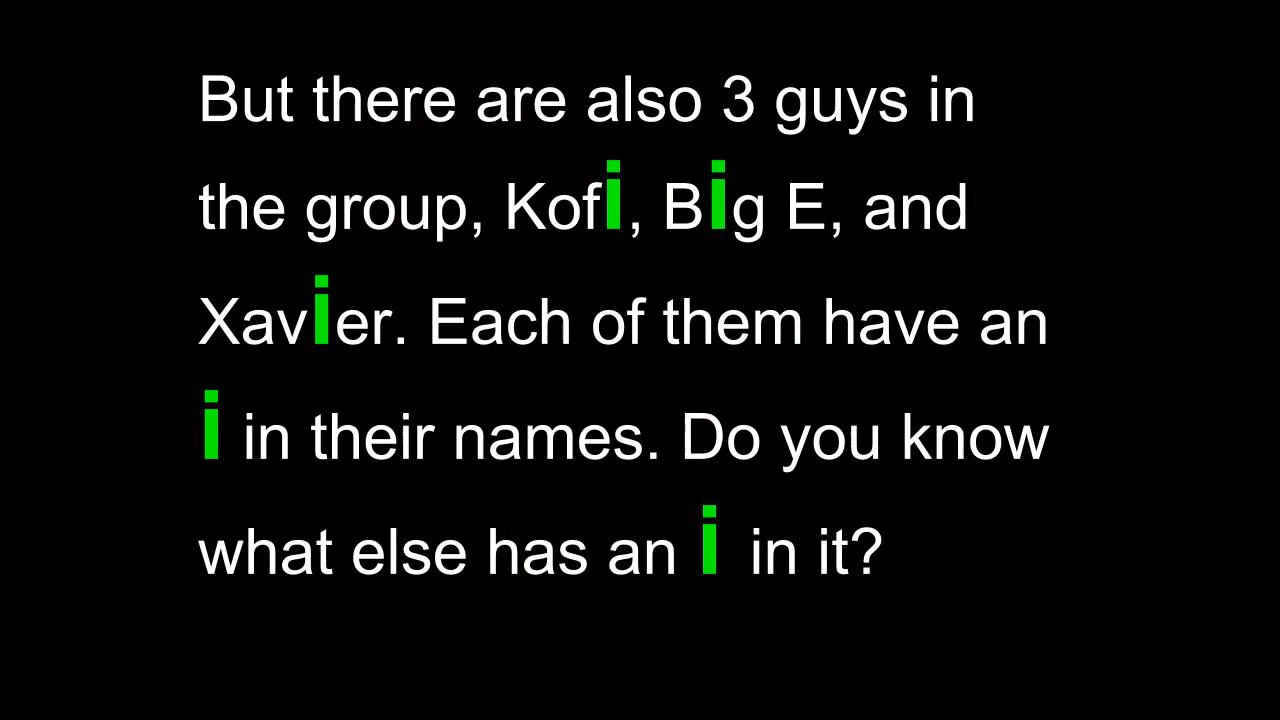 But there are also 3 guys in
the group, Kofi, Big E, and
Xavier. Each of them have an
i in their names. Do you know
what else has an i in it?